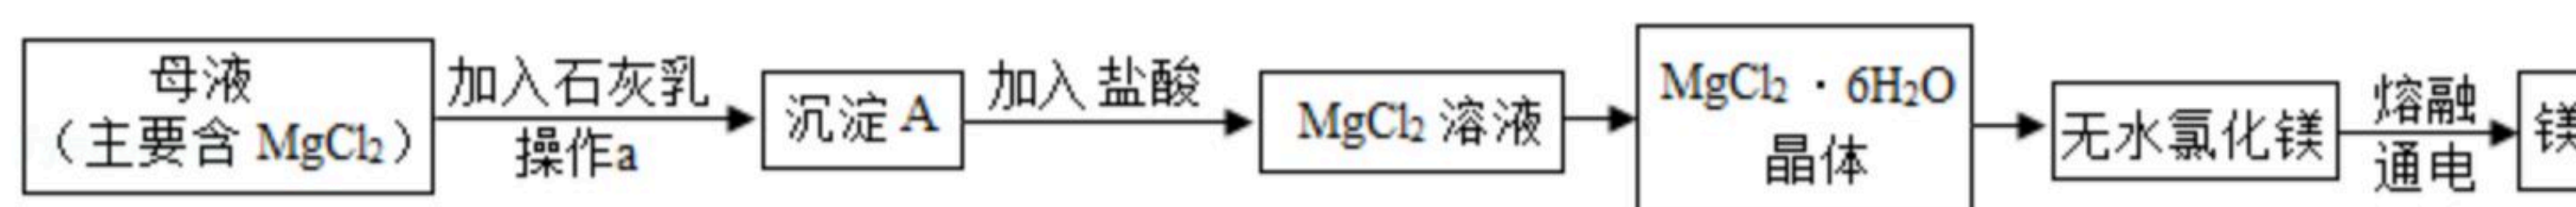 母液
（主要含 MgCl₂）
加入石灰乳
操作a
沉淀 A
加入盐酸
MgCl₂ 溶液
MgCl₂ · 6H₂O
晶体
无水氯化镁
熔融
通电
镁